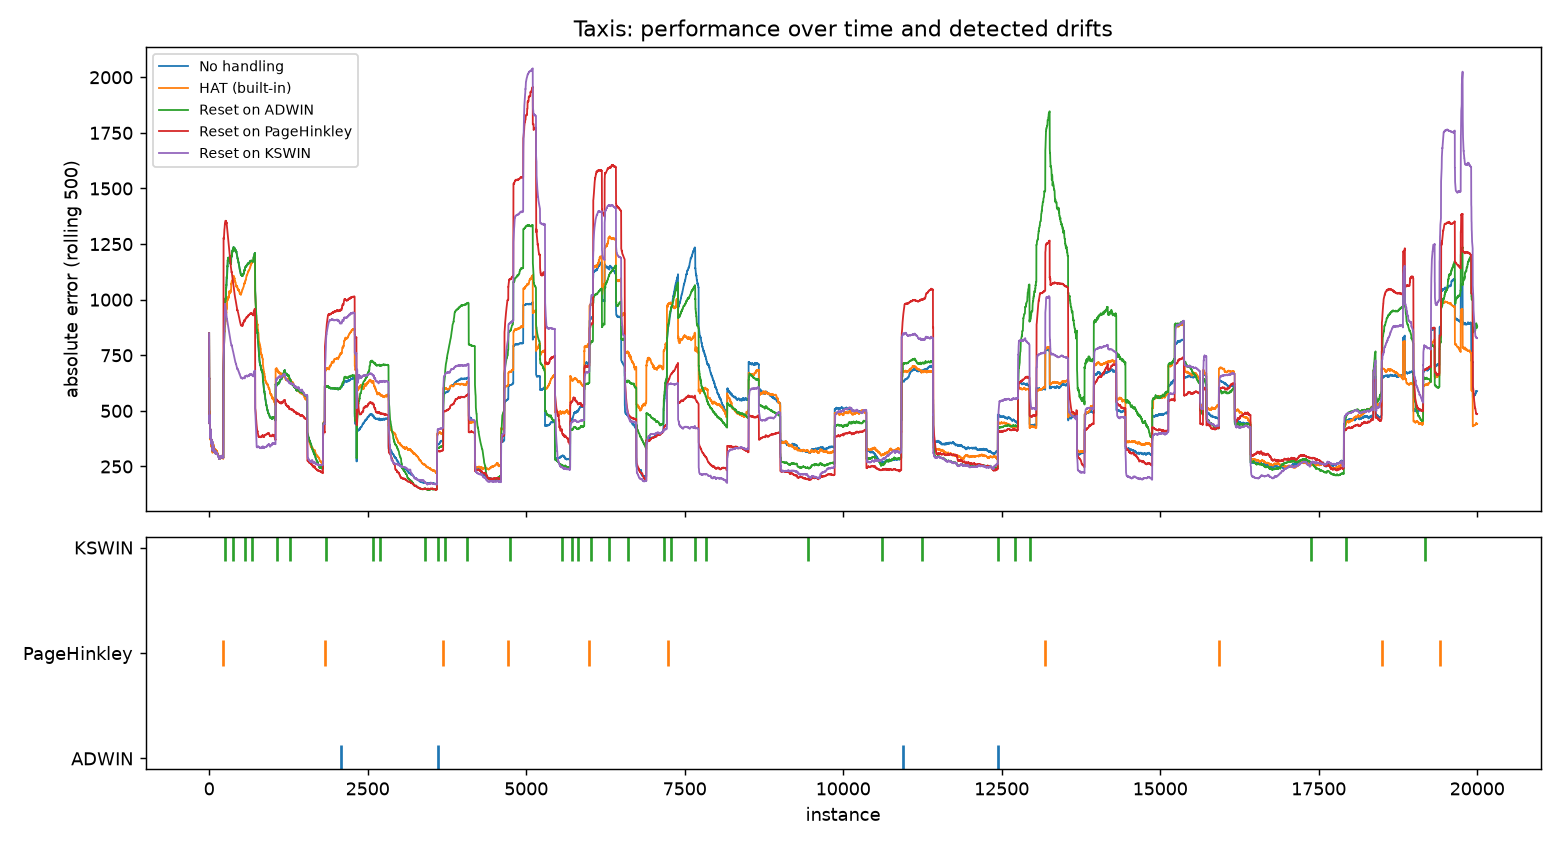 Taxis: performance over time and detected drifts
absolute error (rolling 500)
2000
1750
1500
1250
1000
750
500
250
No handling
HAT (built-in)
Reset on ADWIN
Reset on PageHinkley
Reset on KSWIN
KSWIN
PageHinkley
ADWIN
0 2500 5000 7500 10000 12500 15000 17500 20000
instance